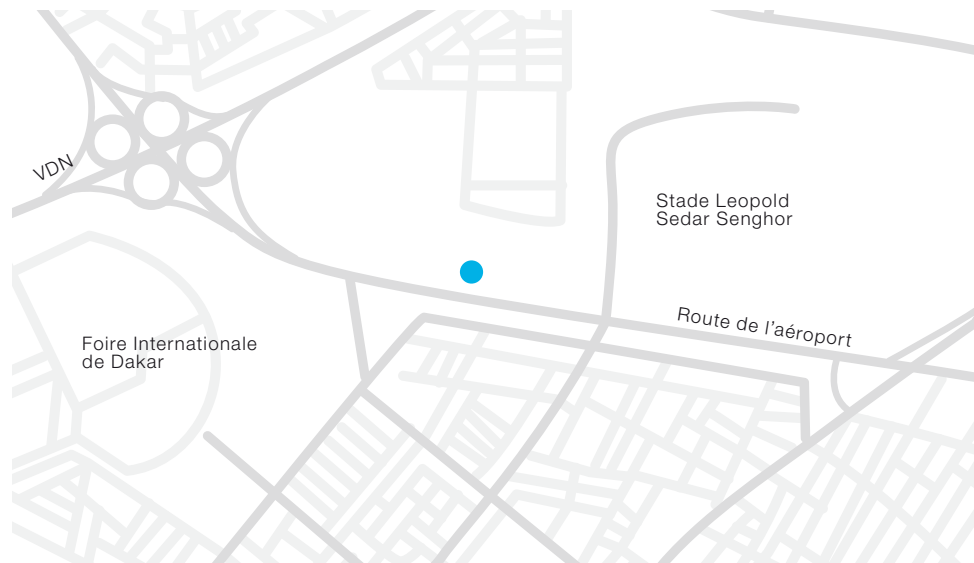 VDN
Stade Leopold
Sedar Senghor
Route de l'aéroport
Foire Internationale
de Dakar